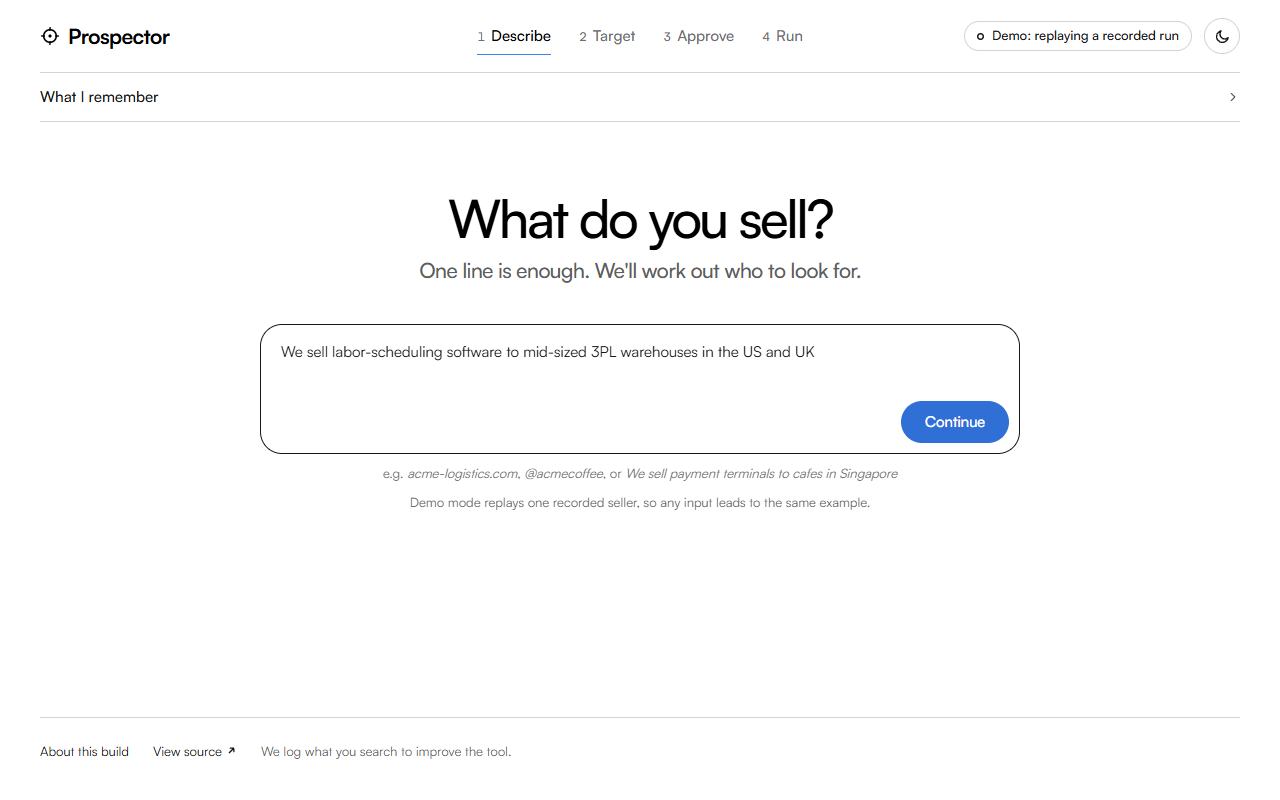 Prospector
1 Describe 2 Target 3 Approve 4 Run
Demo: replaying a recorded run
What I remember
What do you sell?
One line is enough. We'll work out who to look for.
We sell labor-scheduling software to mid-sized 3PL warehouses in the US and UK
Continue
e.g. acme-logistics.com, @acmecoffee, or We sell payment terminals to cafes in Singapore
Demo mode replays one recorded seller, so any input leads to the same example.
About this build View source We log what you search to improve the tool.